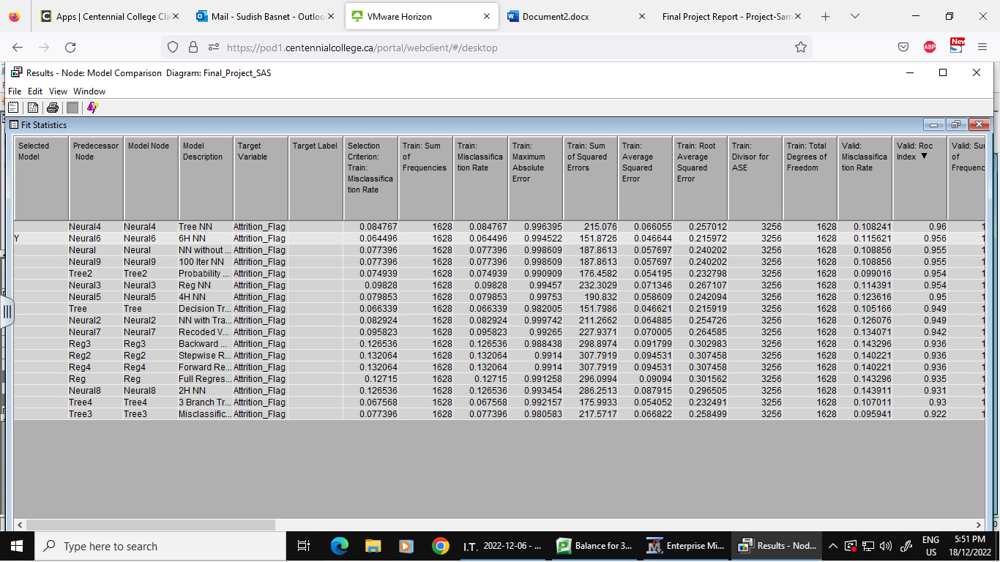 Apps | Centennial College Cla
Mail - Sudish Basnet - Outloo
VMware Horizon
Document2.docx
Final Project Report - Project-Sam
https://pod1.centennialcollege.ca/portal/webclient/#/desktop
ABP
New
Results - Node: Model Comparison Diagram: Final_Project_SAS
File Edit View Window
Fit Statistics
Selected Model
Predecessor Node
Model Node
Model Description
Target Variable
Target Label
Selection Criterion: Train: Misclassifica tion Rate
Train: Sum of Frequencies
Train: Misclassifica tion Rate
Train: Maximum Absolute Error
Train: Sum of Squared Errors
Train: Average Squared Error
Train: Root Average Squared Error
Train: Divisor for ASE
Train: Total Degrees of Freedom
Valid: Misclassifica tion Rate
Valid: Roc Index ▼
Valid: Su of Frequenc
Neural4 Neural4 Tree NN Attrition_Flag 0.084767 1628 0.084767 0.996395 215.076 0.066055 0.257012 3256 1628 0.108241 0.96 1
Y Neural6 Neural6 6H NN Attrition_Flag 0.064496 1628 0.064496 0.994522 151.8726 0.046644 0.215972 3256 1628 0.115621 0.956 1
Neural Neural NN without ... Attrition_Flag 0.077396 1628 0.077396 0.998609 187.8613 0.057697 0.240202 3256 1628 0.108856 0.955 1
Neural9 Neural9 100 Iter NN Attrition_Flag 0.077396 1628 0.077396 0.998609 187.8613 0.057697 0.240202 3256 1628 0.108856 0.955 1
Tree2 Tree2 Probability ... Attrition_Flag 0.074939 1628 0.074939 0.990909 176.4582 0.054195 0.232798 3256 1628 0.099016 0.954 1
Neural3 Neural3 Reg NN Attrition_Flag 0.09828 1628 0.09828 0.99457 232.3029 0.071346 0.267107 3256 1628 0.114391 0.954 1
Neural5 Neural5 4H NN Attrition_Flag 0.079853 1628 0.079853 0.99753 190.832 0.058609 0.242094 3256 1628 0.123616 0.95 1
Tree Tree Decision Tr... Attrition_Flag 0.066339 1628 0.066339 0.982005 151.7986 0.046621 0.215919 3256 1628 0.105166 0.949 1
Neural2 Neural2 NN with Tra... Attrition_Flag 0.082924 1628 0.082924 0.999742 211.2662 0.064885 0.254726 3256 1628 0.126076 0.949 1
Neural7 Neural7 Recoded V... Attrition_Flag 0.095823 1628 0.095823 0.99265 227.9371 0.070005 0.264585 3256 1628 0.134071 0.942 1
Reg3 Reg3 Backward ... Attrition_Flag 0.126536 1628 0.126536 0.988438 298.8974 0.091799 0.302983 3256 1628 0.143296 0.936 1
Reg2 Reg2 Stepwise R... Attrition_Flag 0.132064 1628 0.132064 0.9914 307.7919 0.094531 0.307458 3256 1628 0.140221 0.936 1
Reg4 Reg4 Forward Re... Attrition_Flag 0.132064 1628 0.132064 0.9914 307.7919 0.094531 0.307458 3256 1628 0.140221 0.936 1
Reg Reg Full Regres... Attrition_Flag 0.12715 1628 0.12715 0.991258 296.0994 0.09094 0.301562 3256 1628 0.143296 0.935 1
Neural8 Neural8 2H NN Attrition_Flag 0.126536 1628 0.126536 0.993454 286.2513 0.087915 0.296505 3256 1628 0.143911 0.931 1
Tree4 Tree4 3 Branch Tr... Attrition_Flag 0.067568 1628 0.067568 0.992157 175.9933 0.054052 0.232491 3256 1628 0.107011 0.93 1
Tree3 Tree3 Misclassific... Attrition_Flag 0.077396 1628 0.077396 0.980583 217.5717 0.066822 0.258499 3256 1628 0.095941 0.922 1
Type here to search
I.T. 2022-12-06 - ...
Balance for 3...
Enterprise Mi...
Results - Nod...
ENG
US
5:51 PM
18/12/2022